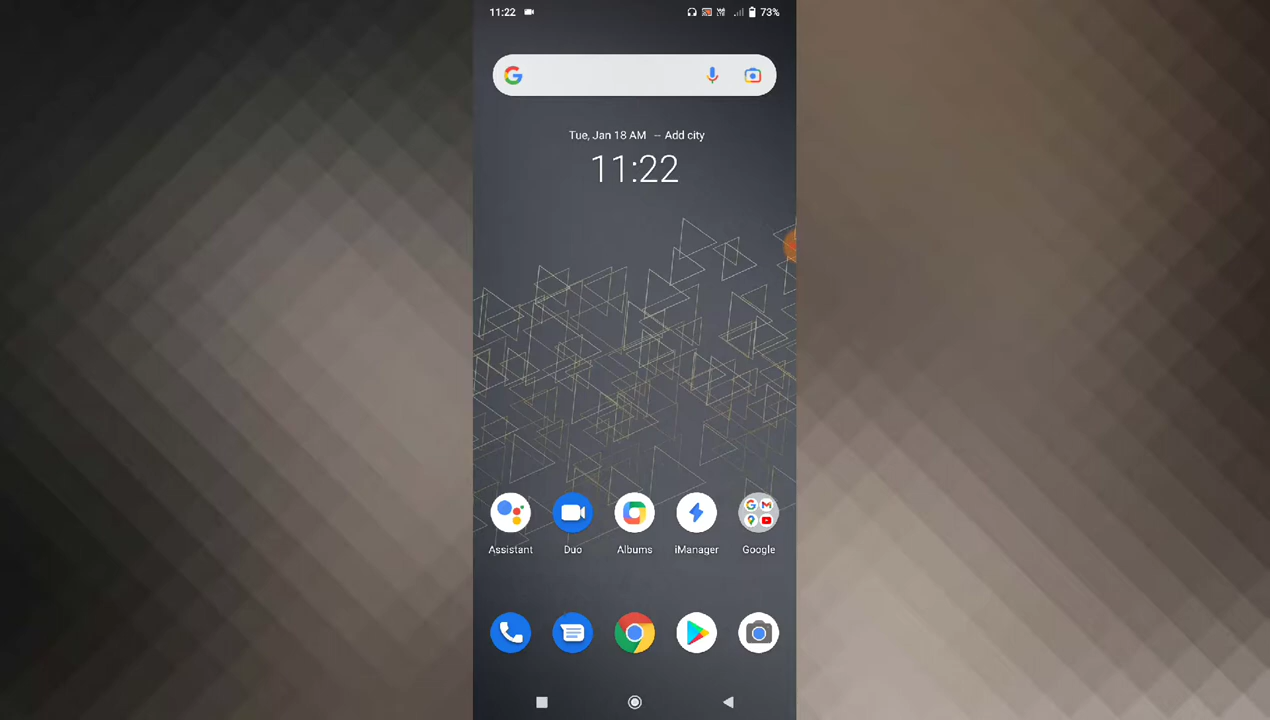 11:22
73%
Tue, Jan 18 AM – Add city
11:22
Assistant
Duo
Albums
iManager
Google